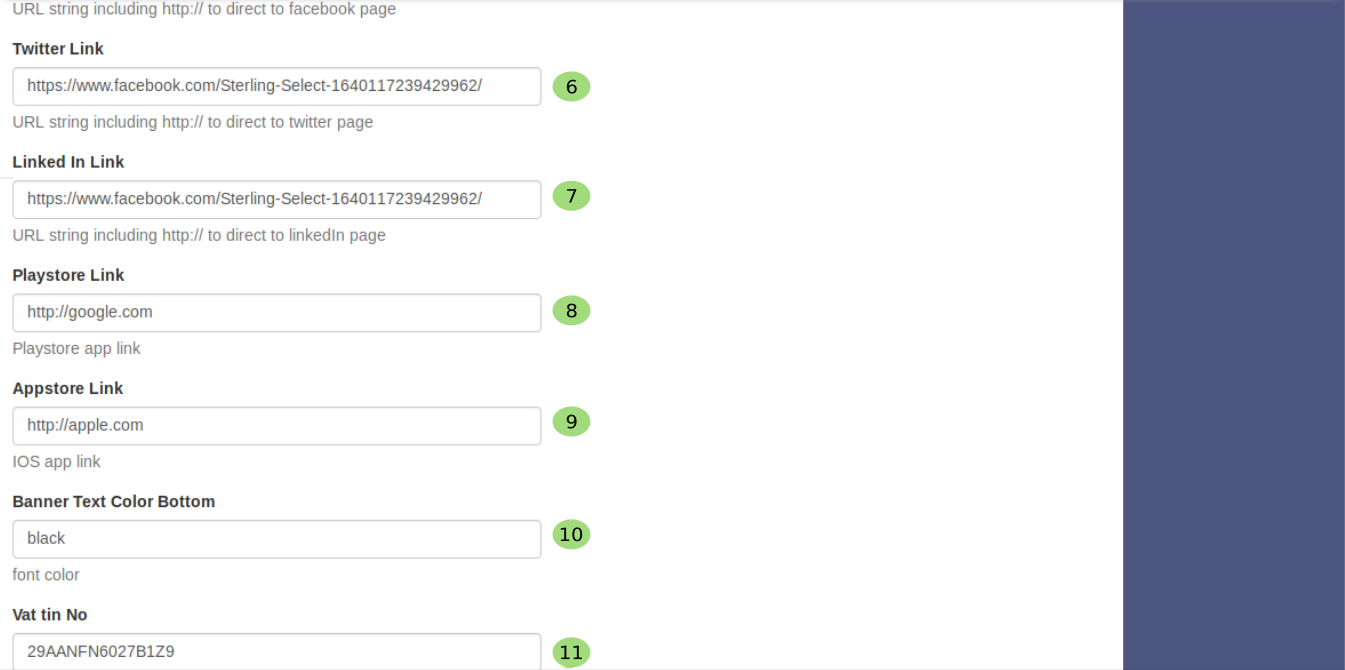 URL string including http:// to direct to facebook page
Twitter Link
https://www.facebook.com/Sterling-Select-1640117239429962/ 6
URL string including http:// to direct to twitter page
Linked In Link
https://www.facebook.com/Sterling-Select-1640117239429962/ 7
URL string including http:// to direct to linkedIn page
Playstore Link
http://google.com 8
Playstore app link
Appstore Link
http://apple.com 9
IOS app link
Banner Text Color Bottom
black 10
font color
Vat tin No
29AANFN6027B1Z9 11